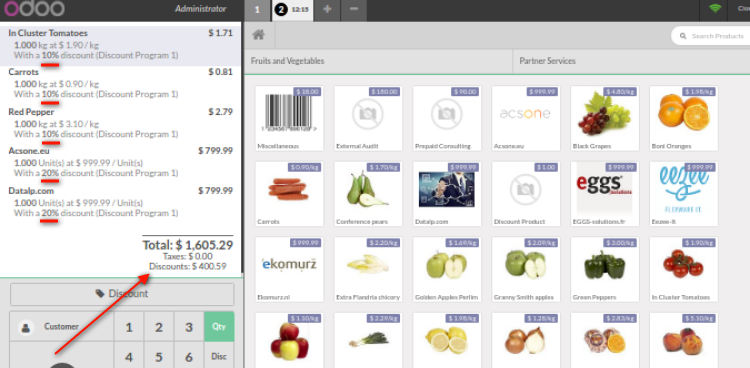 odoo
Administrator
1
2 12:15
+
−
Clo
Search Products
In Cluster Tomatoes $ 1.71
1.000 kg at $ 1.90 / kg
With a 10% discount (Discount Program 1)
Carrots $ 0.81
1.000 kg at $ 0.90 / kg
With a 10% discount (Discount Program 1)
Red Pepper $ 2.79
1.000 kg at $ 3.10 / kg
With a 10% discount (Discount Program 1)
Acsone.eu $ 799.99
1.000 Unit(s) at $ 999.99 / Unit(s)
With a 20% discount (Discount Program 1)
Datalp.com $ 799.99
1.000 Unit(s) at $ 999.99 / Unit(s)
With a 20% discount (Discount Program 1)
Total: $ 1,605.29
Taxes: $ 0.00
Discounts: $ 400.59
Discount
Customer 1 2 3 Qty
4 5 6 Disc
Fruits and Vegetables Partner Services
$ 18.00 $ 180.00 $ 90.00 $ 999.99 $ 4.80/kg $ 1.98/kg
acsone
Miscellaneous External Audit Prepaid Consulting Acsone.eu Black Grapes Boni Oranges
$ 0.90/kg $ 1.70/kg $ 999.99 $ 1.00 $ 999.99 $ 999.99
eggs
solutions
eezee
Carrots Conference pears Datalp.com Discount Product EGGS-solutions.fr Eezee-It
$ 999.99 $ 2.20/kg $ 1.69/kg $ 2.09/kg $ 3.00/kg $ 1.90/kg
ekomurz
Ekomurz.nl Extra Flandria chicory Golden Apples Perlim Granny Smith apples Green Peppers In Cluster Tomatoes
$ 1.10/kg $ 2.29/kg $ 1.98/kg $ 1.28/kg $ 2.83/kg $ 5.10/kg